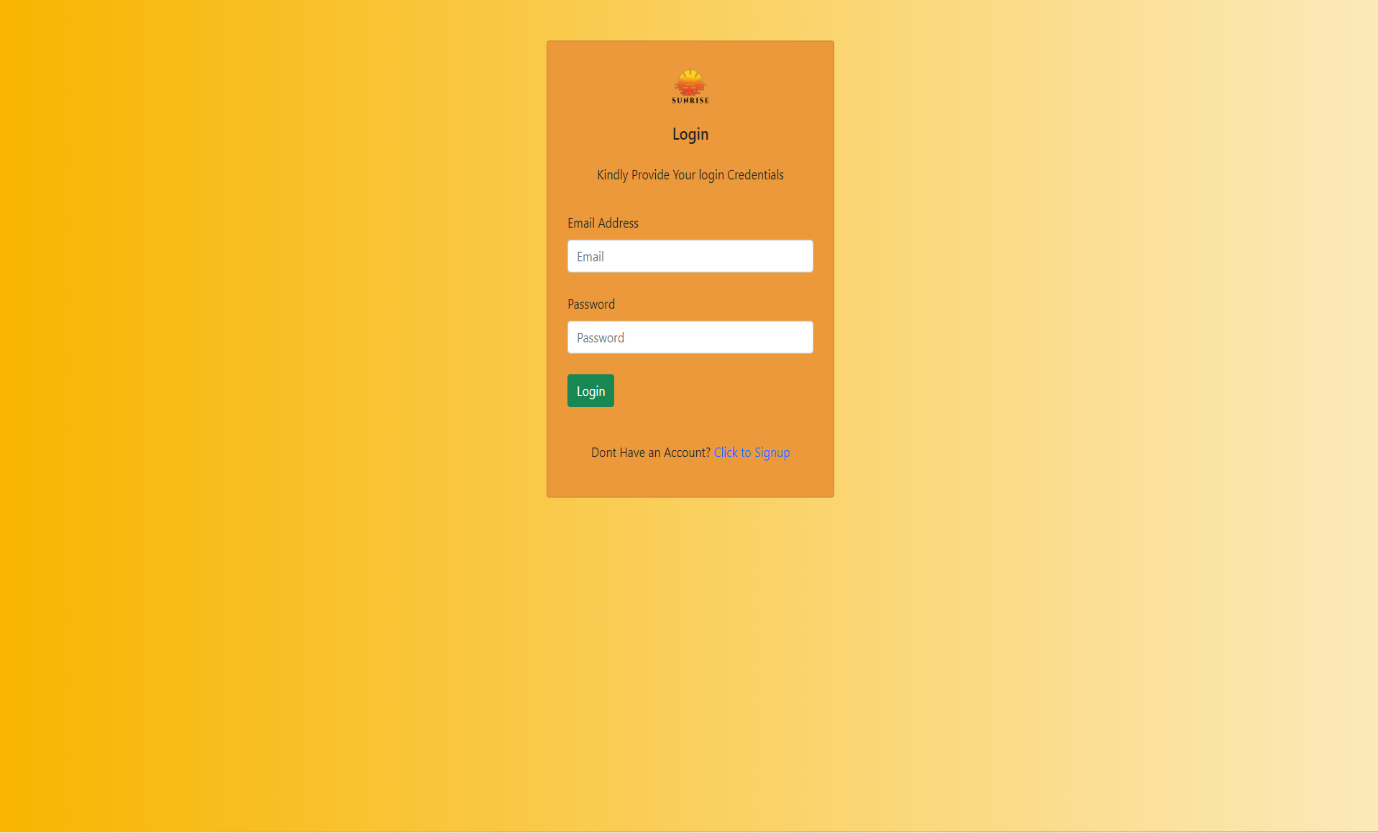 SUNRISE
Login
Kindly Provide Your login Credentials
Email Address
Email
Password
Password
Login
Dont Have an Account? Click to Signup